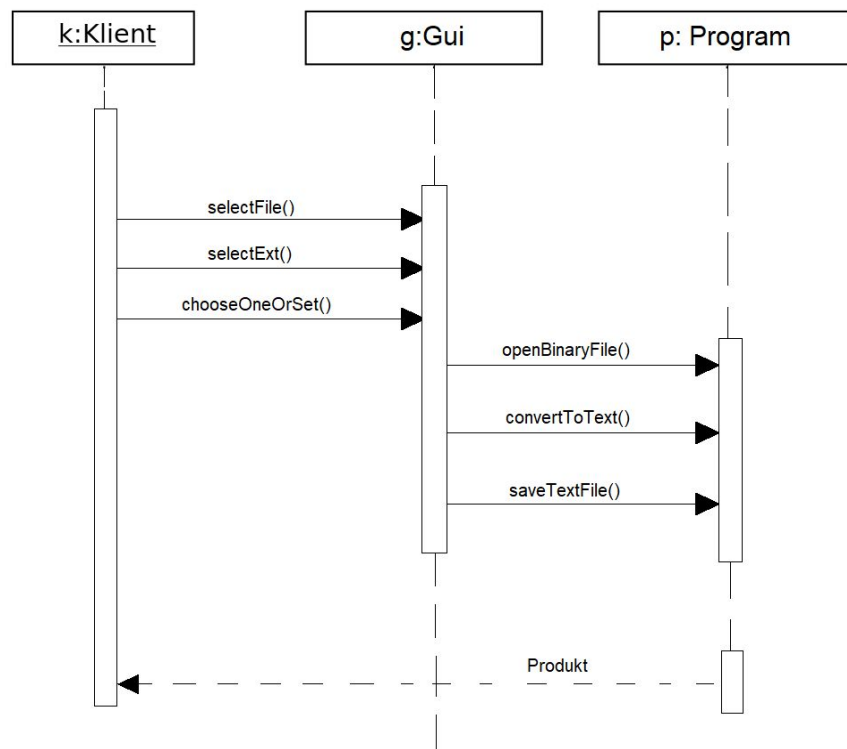 k:Klient
g:Gui
p: Program
selectFile()
selectExt()
chooseOneOrSet()
openBinaryFile()
convertToText()
saveTextFile()
Produkt